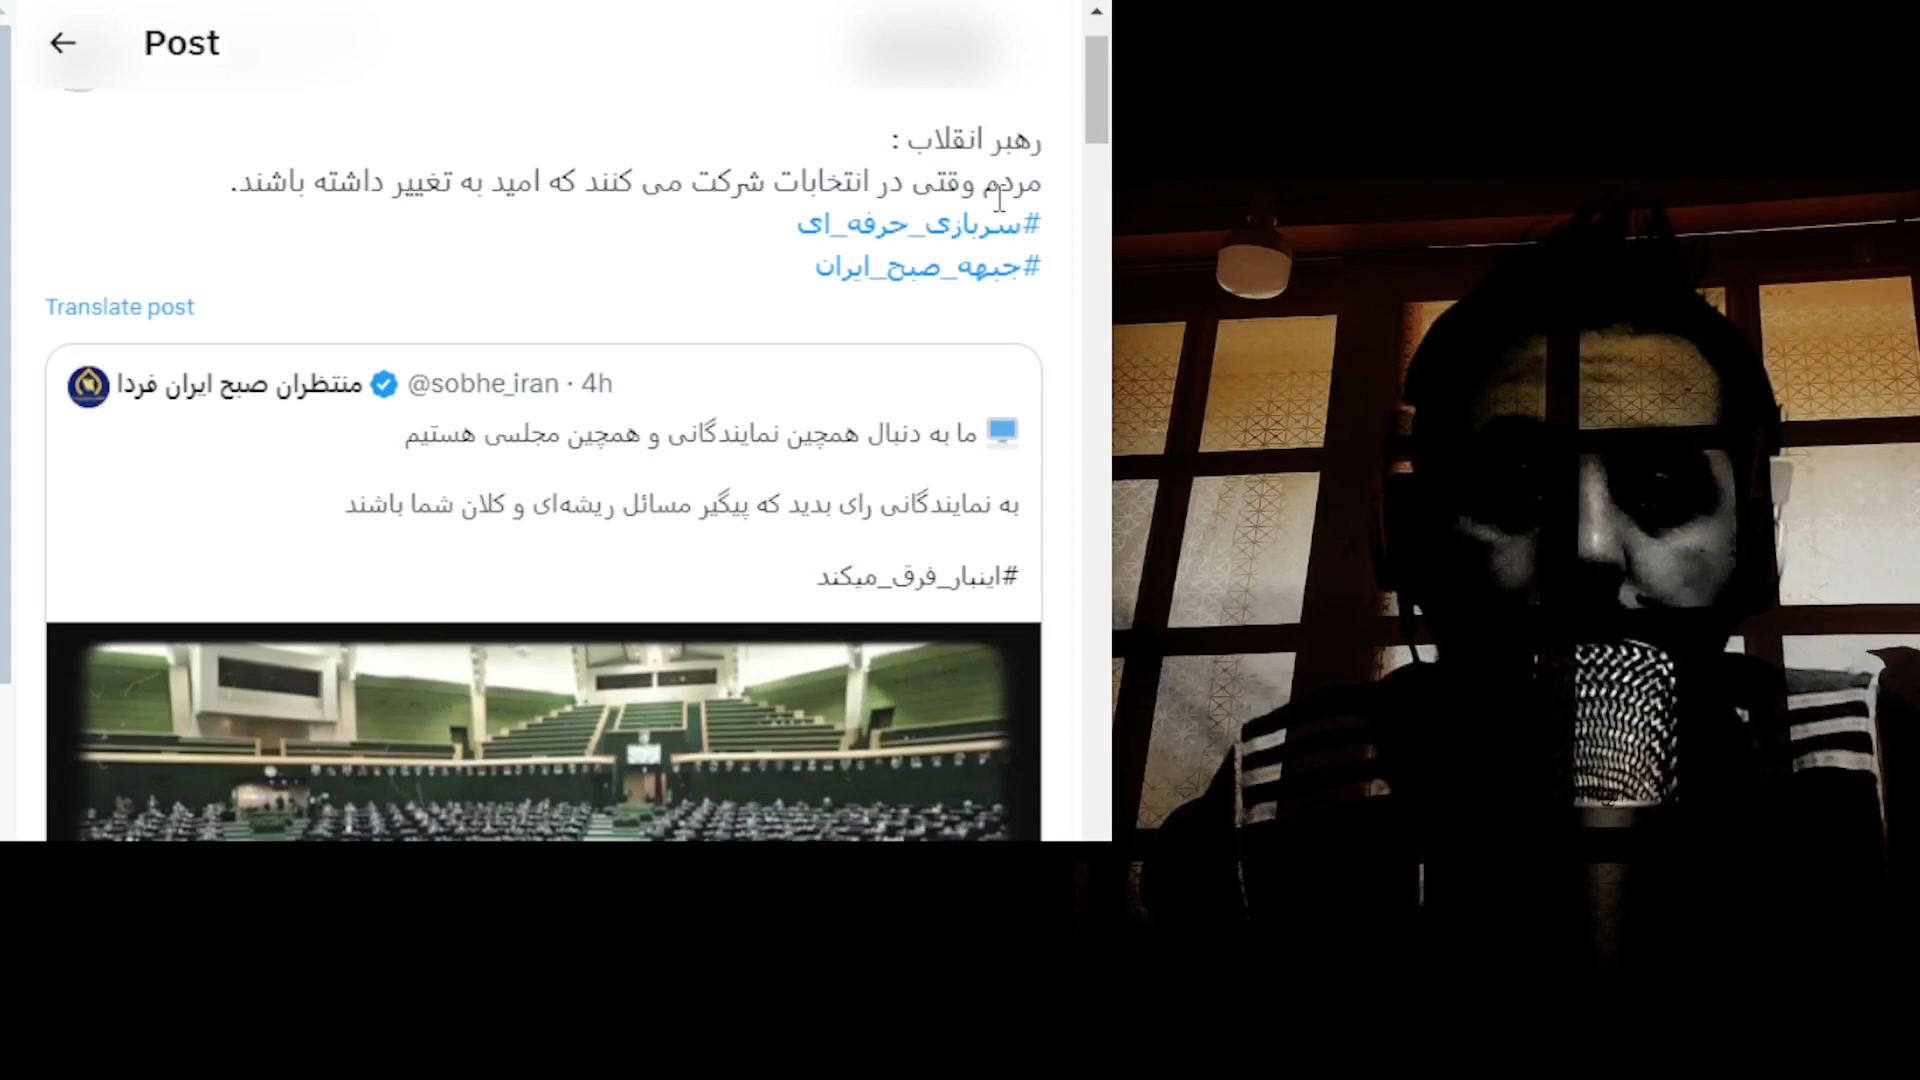 Post
رهبر انقلاب :
مردم وقتی در انتخابات شرکت می کنند که امید به تغییر داشته باشند.
#سربازی_حرفه_ای
#جبهه_صبح_ایران
Translate post
منتظران صبح ایران فردا @sobhe_iran · 4h
ما به دنبال همچین نمایندگانی و همچین مجلسی هستیم
به نمایندگانی رای بدید که پیگیر مسائل ریشه‌ای و کلان شما باشند
#اینبار_فرق_میکند